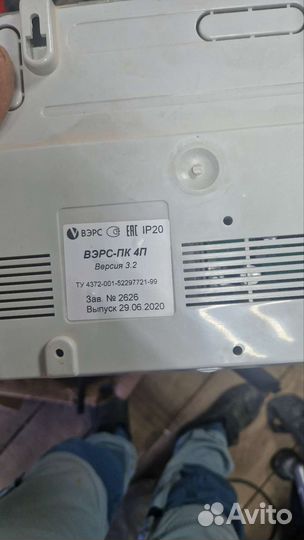 ВЭРС ЕАС IP20
ВЭРС-ПК 4П
Версия 3.2
ТУ 4372-001-52297721-99
Зав. № 2626
Выпуск 29.06.2020
Avito